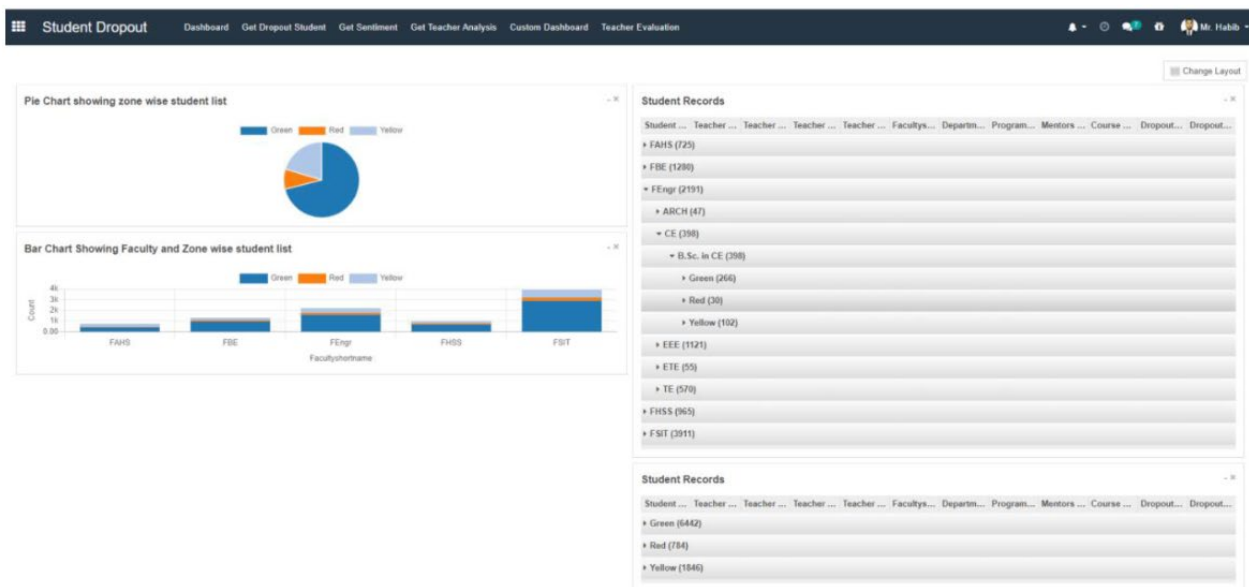 Student Dropout Dashboard Get Dropout Student Get Sentiment Get Teacher Analysis Custom Dashboard Teacher Evaluation Mr. Habib
Change Layout
Pie Chart showing zone wise student list
Green Red Yellow
Bar Chart Showing Faculty and Zone wise student list
Green Red Yellow
4k
3k
2k
1k
0.00
Count
FAHS FBE FEngr FHSS FSIT
Facultyshortname
Student Records
Student ... Teacher ... Teacher ... Teacher ... Teacher ... Facultys... Departm... Program... Mentors ... Course ... Dropout... Dropout...
FAHS (725)
FBE (1280)
FEngr (2191)
ARCH (47)
CE (398)
B.Sc. in CE (398)
Green (266)
Red (30)
Yellow (102)
EEE (1121)
ETE (55)
TE (570)
FHSS (965)
FSIT (3911)
Student Records
Student ... Teacher ... Teacher ... Teacher ... Teacher ... Facultys... Departm... Program... Mentors ... Course ... Dropout... Dropout...
Green (6442)
Red (784)
Yellow (1846)